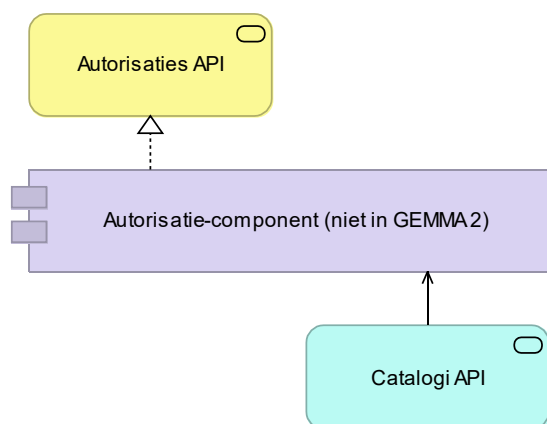 Autorisaties API
Autorisatie-component (niet in GEMMA 2)
Catalogi API